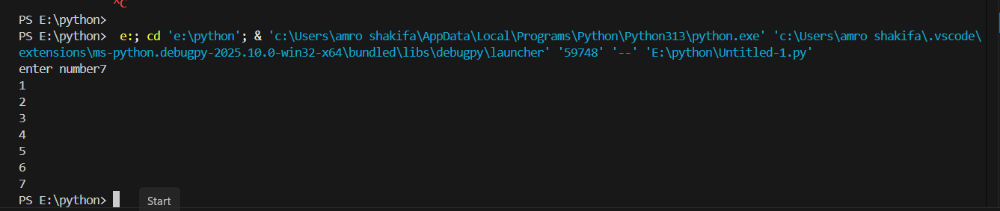 ^C
PS E:\python>
PS E:\python>  e:; cd 'e:\python'; & 'c:\Users\amro shakifa\AppData\Local\Programs\Python\Python313\python.exe' 'c:\Users\amro shakifa\.vscode\
extensions\ms-python.debugpy-2025.10.0-win32-x64\bundled\libs\debugpy\launcher' '59748' '--' 'E:\python\Untitled-1.py'
enter number7
1
2
3
4
5
6
7
PS E:\python>
Start